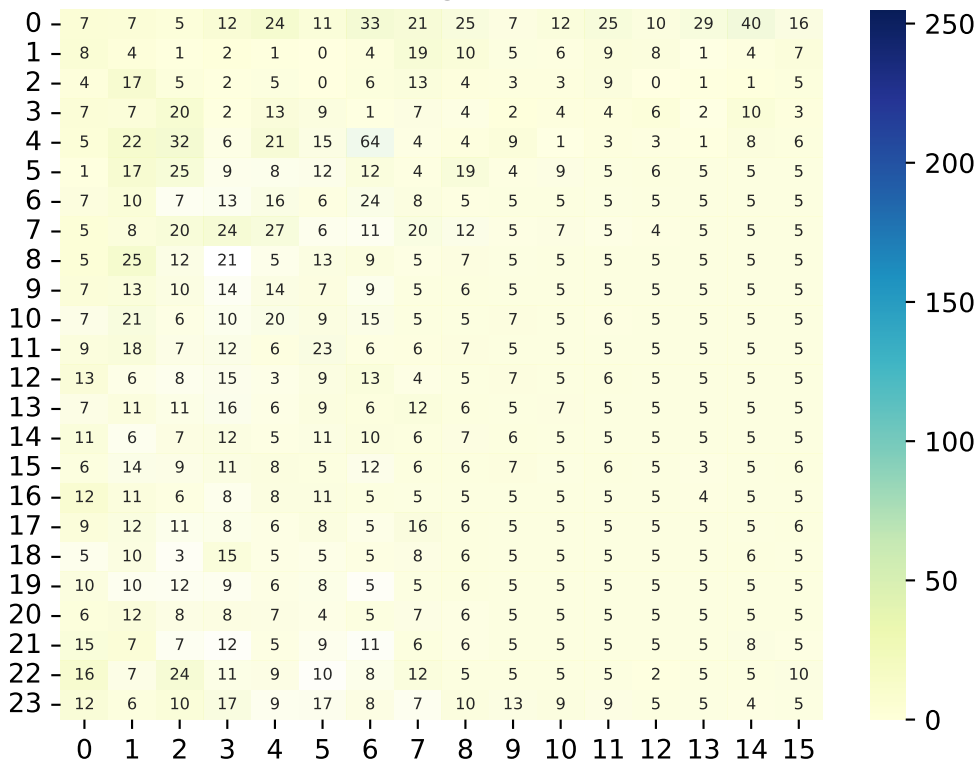 0 7 7 5 12 24 11 33 21 25 7 12 25 10 29 40 16 250
1 8 4 1 2 1 0 4 19 10 5 6 9 8 1 4 7
2 4 17 5 2 5 0 6 13 4 3 3 9 0 1 1 5
3 7 7 20 2 13 9 1 7 4 2 4 4 6 2 10 3
4 5 22 32 6 21 15 64 4 4 9 1 3 3 1 8 6
200
5 1 17 25 9 8 12 12 4 19 4 9 5 6 5 5 5
6 7 10 7 13 16 6 24 8 5 5 5 5 5 5 5 5
7 5 8 20 24 27 6 11 20 12 5 7 5 4 5 5 5
8 5 25 12 21 5 13 9 5 7 5 5 5 5 5 5 5
9 7 13 10 14 14 7 9 5 6 5 5 5 5 5 5 5
150
10 7 21 6 10 20 9 15 5 5 7 5 6 5 5 5 5
11 9 18 7 12 6 23 6 6 7 5 5 5 5 5 5 5
12 13 6 8 15 3 9 13 4 5 7 5 6 5 5 5 5
13 7 11 11 16 6 9 6 12 6 5 7 5 5 5 5 5
14 11 6 7 12 5 11 10 6 7 6 5 5 5 5 5 5
100
15 6 14 9 11 8 5 12 6 6 7 5 6 5 3 5 6
16 12 11 6 8 8 11 5 5 5 5 5 5 5 4 5 5
17 9 12 11 8 6 8 5 16 6 5 5 5 5 5 5 6
18 5 10 3 15 5 5 5 8 6 5 5 5 5 5 6 5
19 10 10 12 9 6 8 5 5 6 5 5 5 5 5 5 5
50
20 6 12 8 8 7 4 5 7 6 5 5 5 5 5 5 5
21 15 7 7 12 5 9 11 6 6 5 5 5 5 5 8 5
22 16 7 24 11 9 10 8 12 5 5 5 5 2 5 5 10
23 12 6 10 17 9 17 8 7 10 13 9 9 5 5 4 5
0
0 1 2 3 4 5 6 7 8 9 10 11 12 13 14 15